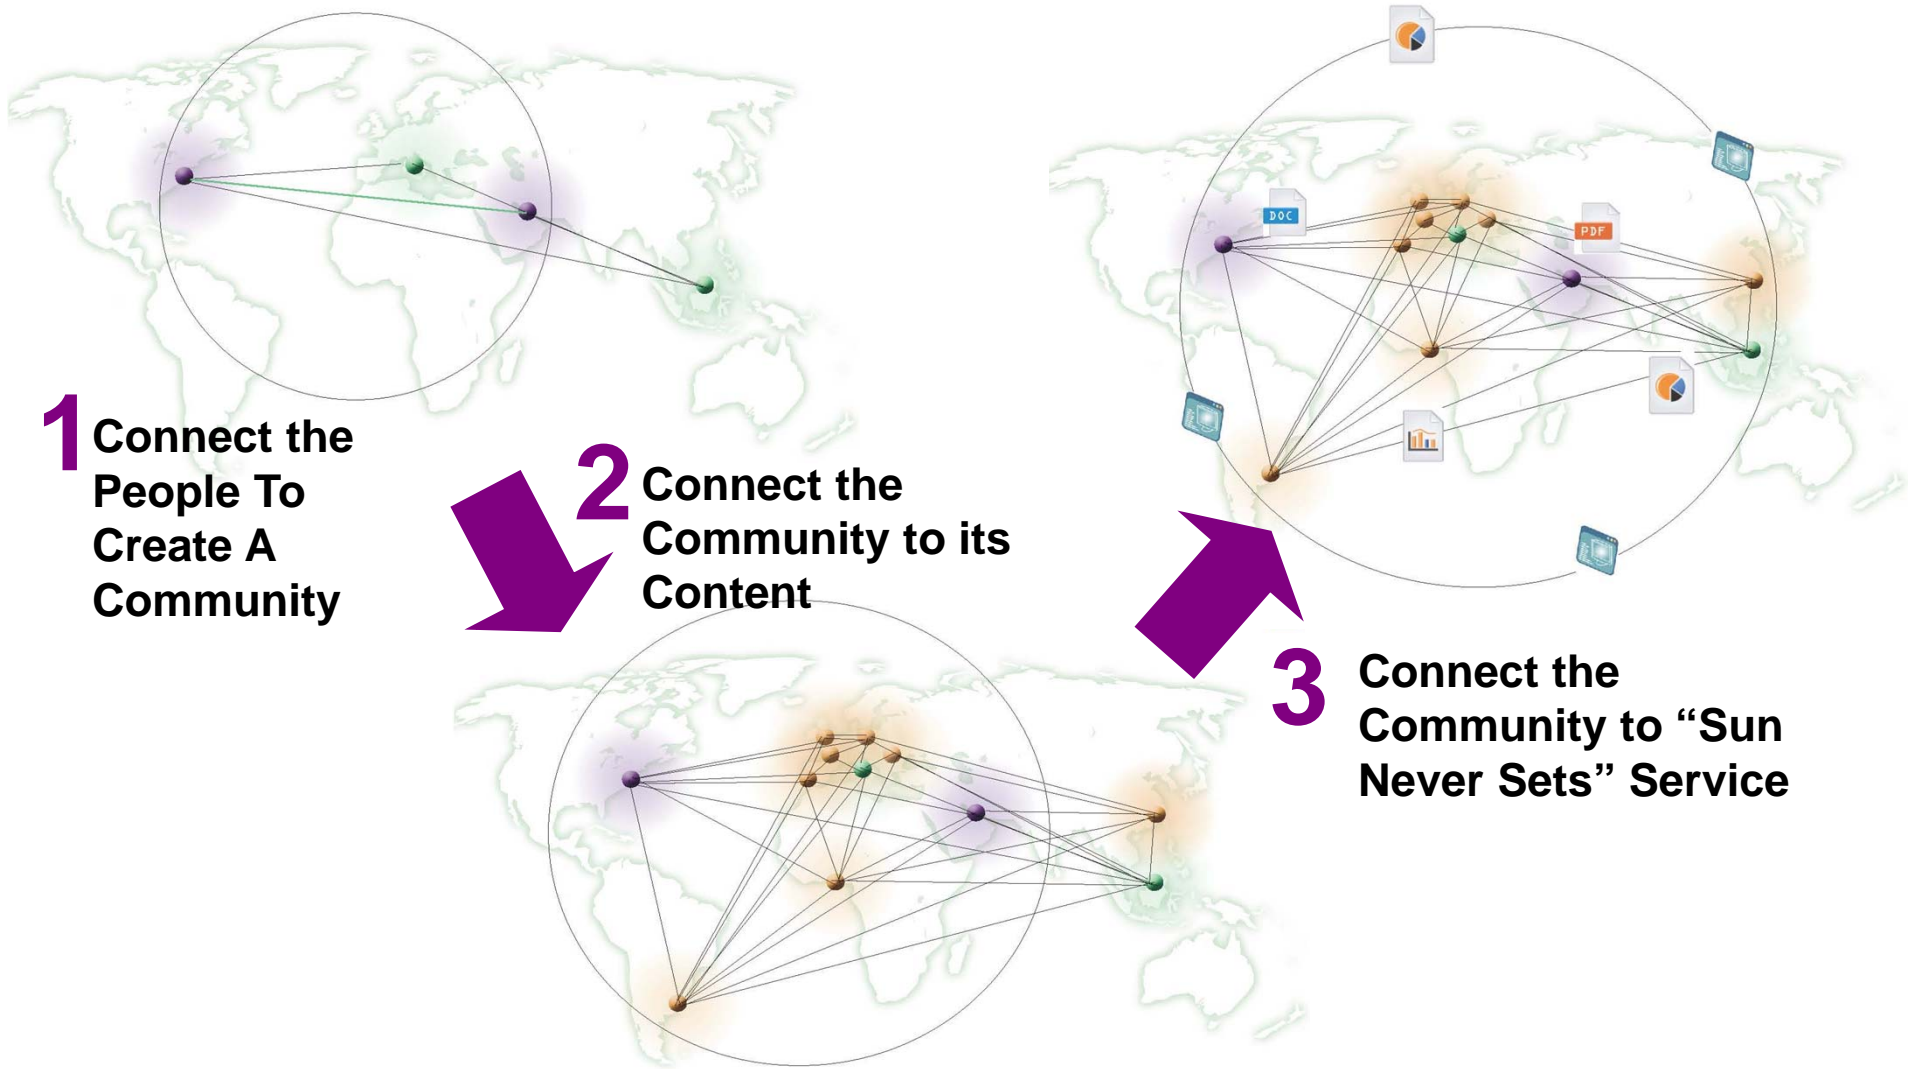 1
Connect the
People To
Create A
Community
2
Connect the
Community to its
Content
3
Connect the
Community to “Sun
Never Sets” Service
DOC
PDF